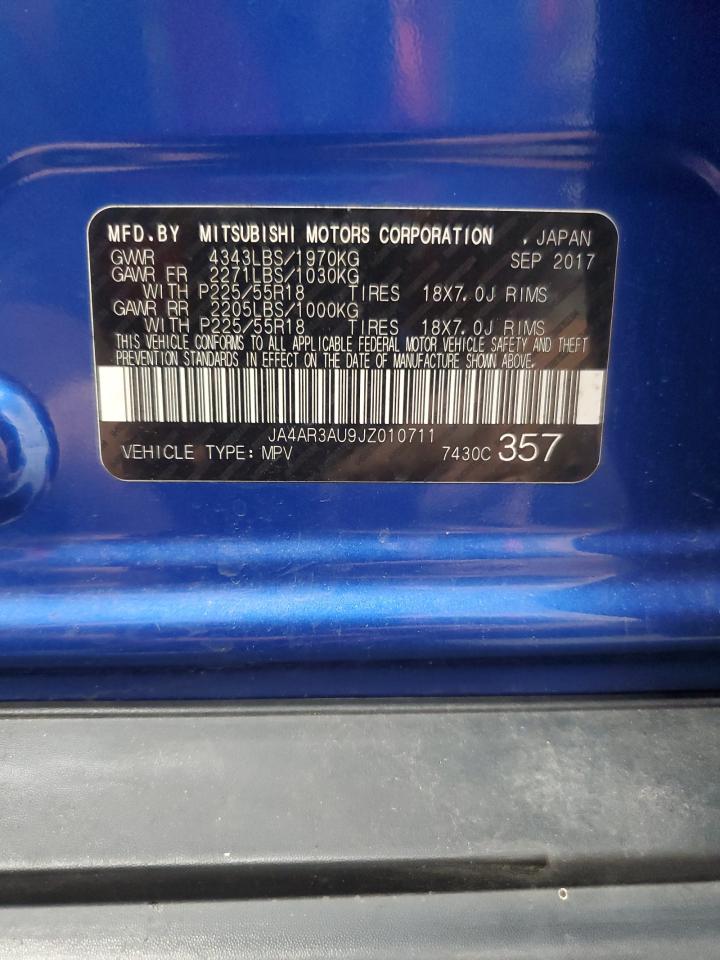 MFD.BY MITSUBISHI MOTORS CORPORATION , JAPAN
GVWR 4343LBS/1970KG SEP 2017
GAWR FR 2271LBS/1030KG
WITH P225/55R18 TIRES 18X7.0J RIMS
GAWR RR 2205LBS/1000KG
WITH P225/55R18 TIRES 18X7.0J RIMS
THIS VEHICLE CONFORMS TO ALL APPLICABLE FEDERAL MOTOR VEHICLE SAFETY AND THEFT
PREVENTION STANDARDS IN EFFECT ON THE DATE OF MANUFACTURE SHOWN ABOVE.
JA4AR3AU9JZ010711
VEHICLE TYPE: MPV 7430C 357